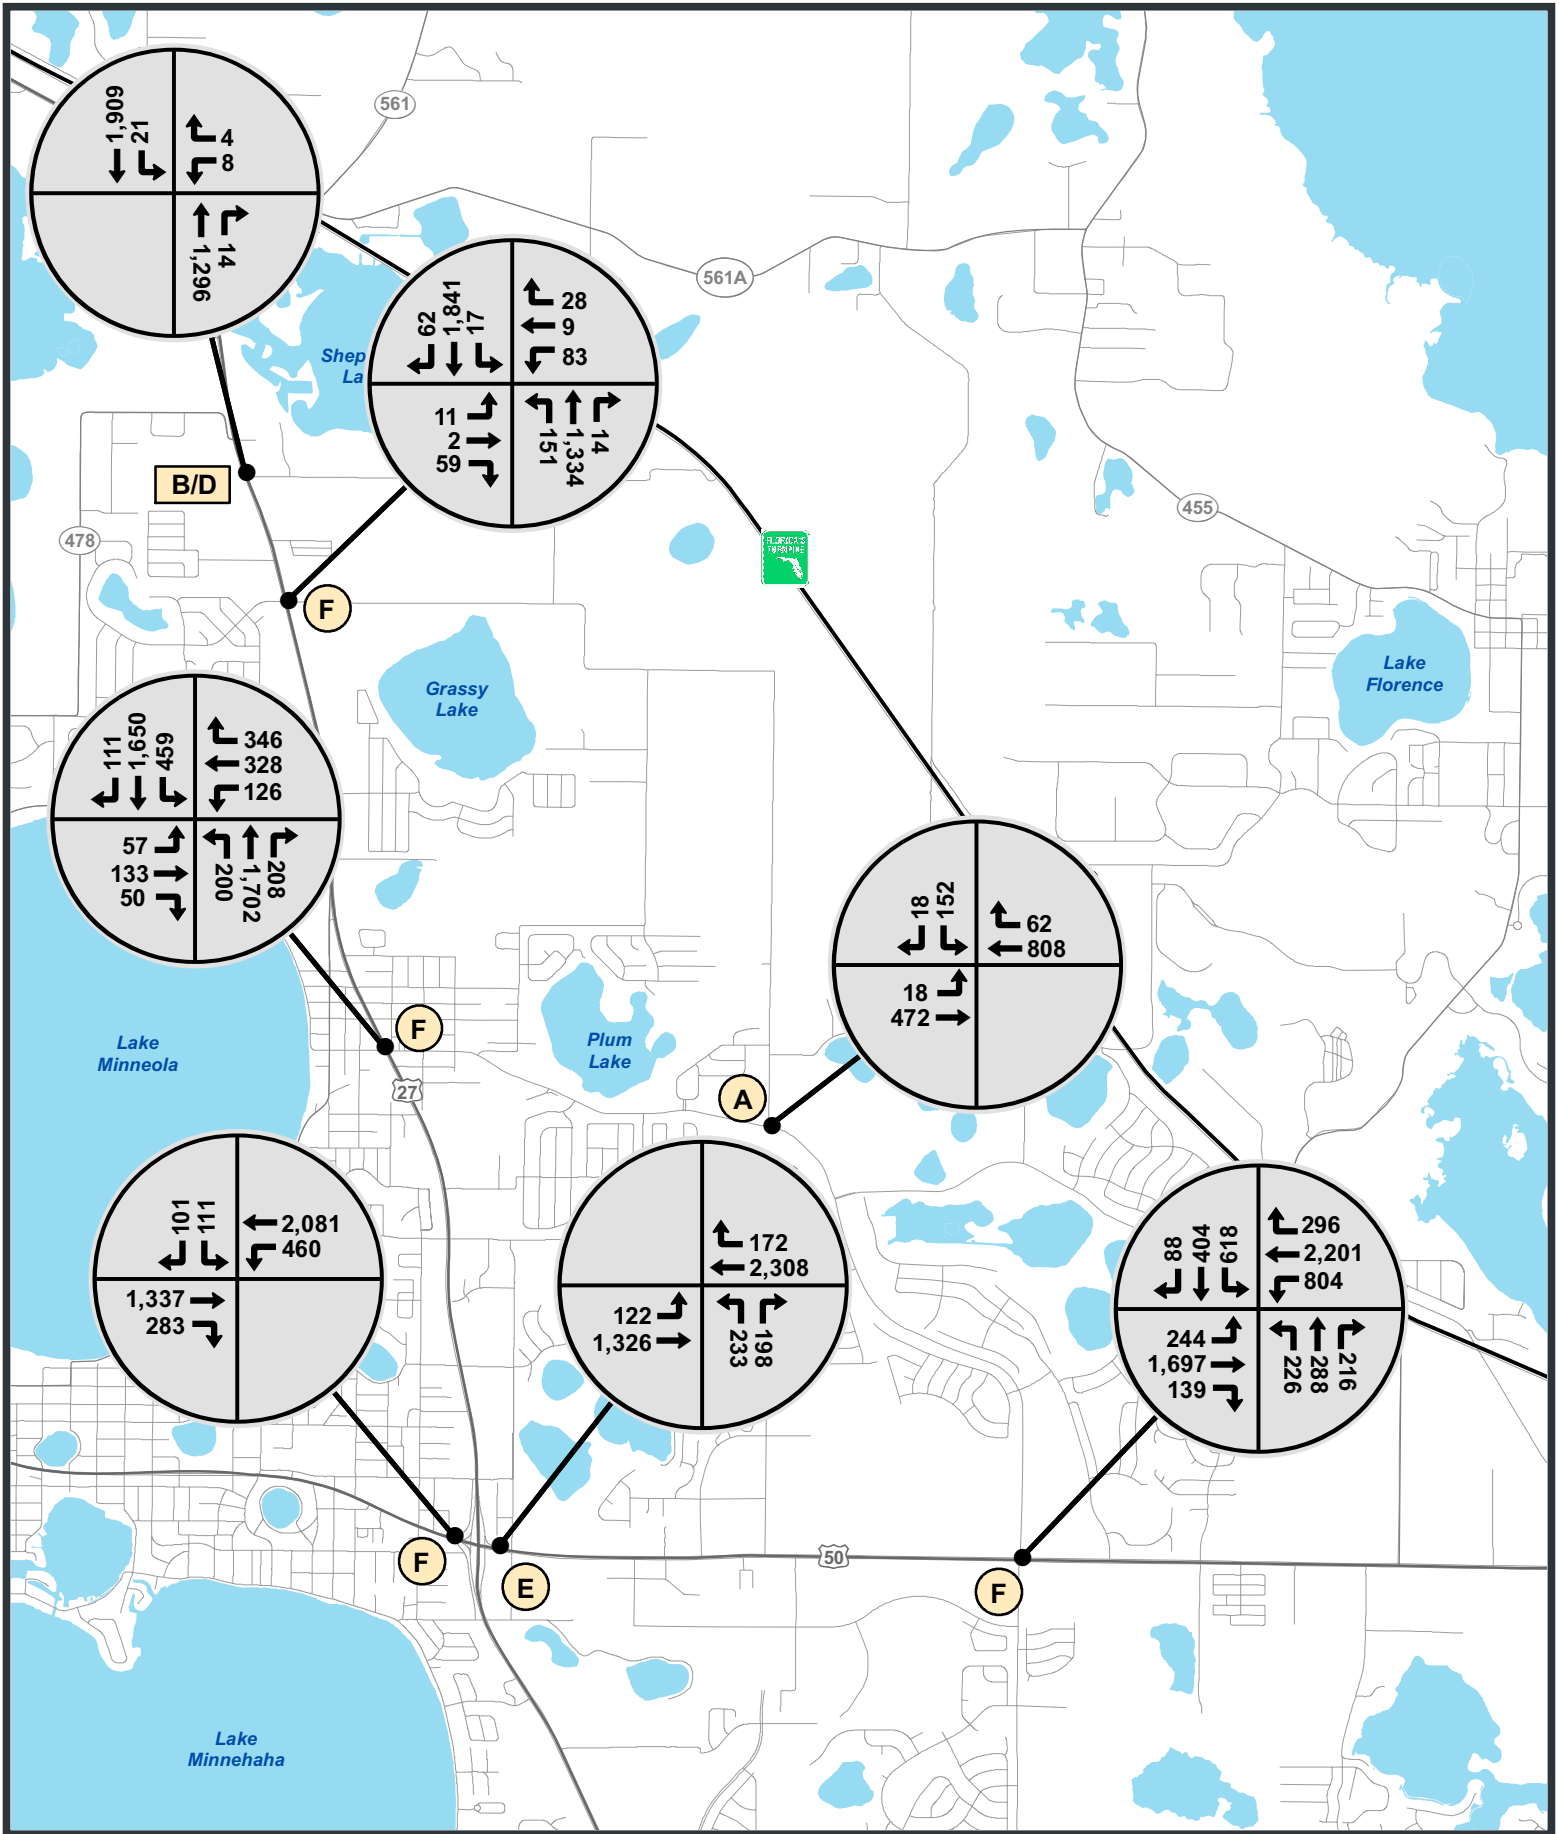 561
1,909
21
4
8
14
1,296
561A
62
1,841
17
28
9
83
11
2
59
151
1,334
14
Shep
La
B/D
478
F
FLORIDA'S
TURNPIKE
455
Grassy
Lake
Lake
Florence
111
1,650
459
346
328
126
57
133
50
200
1,702
208
18
152
62
808
18
472
Lake
Minneola
F
Plum
Lake
27
A
101
111
2,081
460
1,337
283
172
2,308
122
1,326
233
198
88
404
618
296
2,201
804
244
1,697
139
226
288
216
F
E
50
F
Lake
Minnehaha